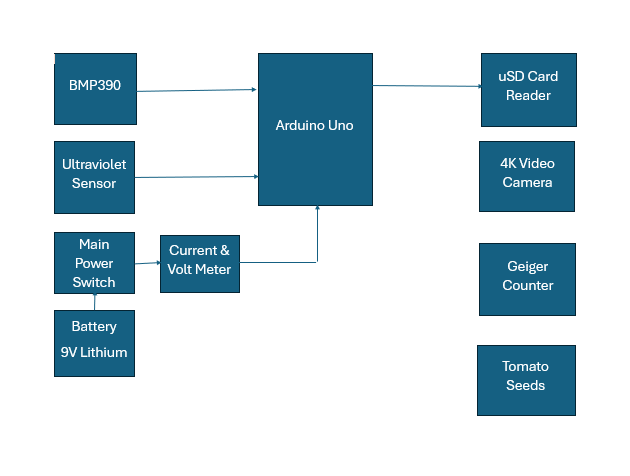 BMP390
Ultraviolet
Sensor
Main
Power
Switch
Battery
9V Lithium
Current &
Volt Meter
Arduino Uno
uSD Card
Reader
4K Video
Camera
Geiger
Counter
Tomato
Seeds